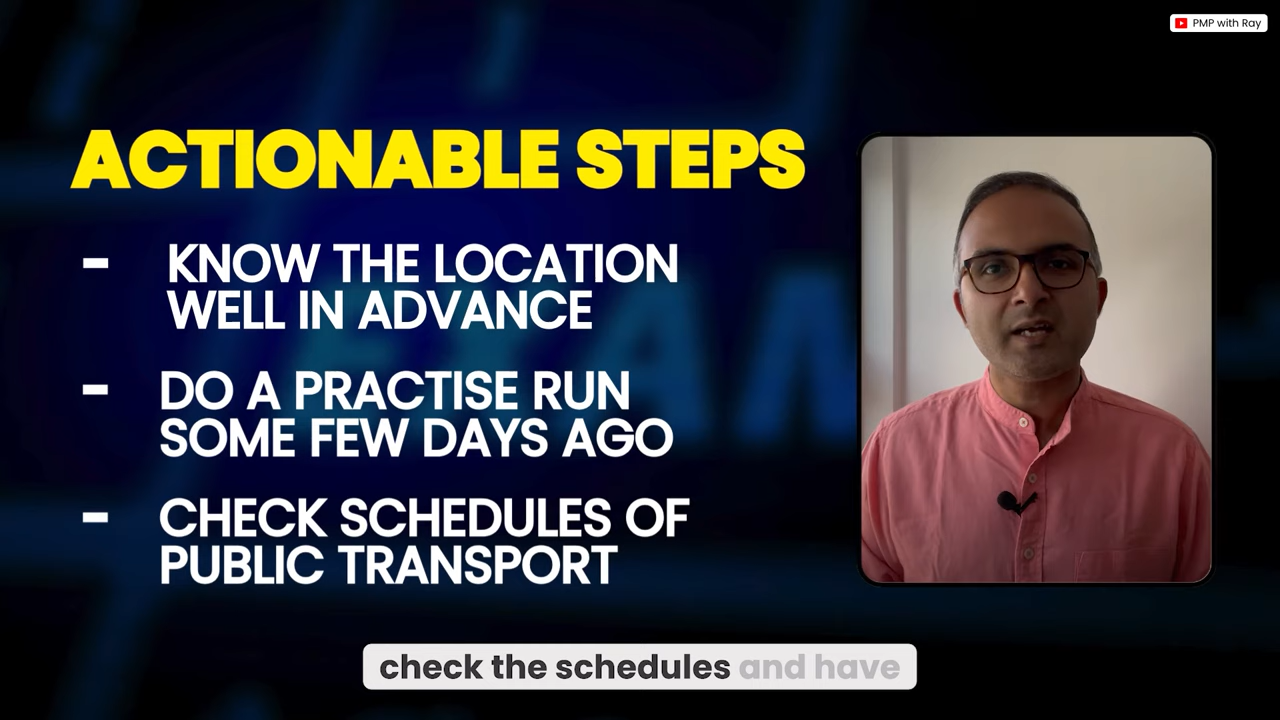 PMP with Ray
ACTIONABLE STEPS
- KNOW THE LOCATION
WELL IN ADVANCE
- DO A PRACTISE RUN
SOME FEW DAYS AGO
- CHECK SCHEDULES OF
PUBLIC TRANSPORT
check the schedules and have